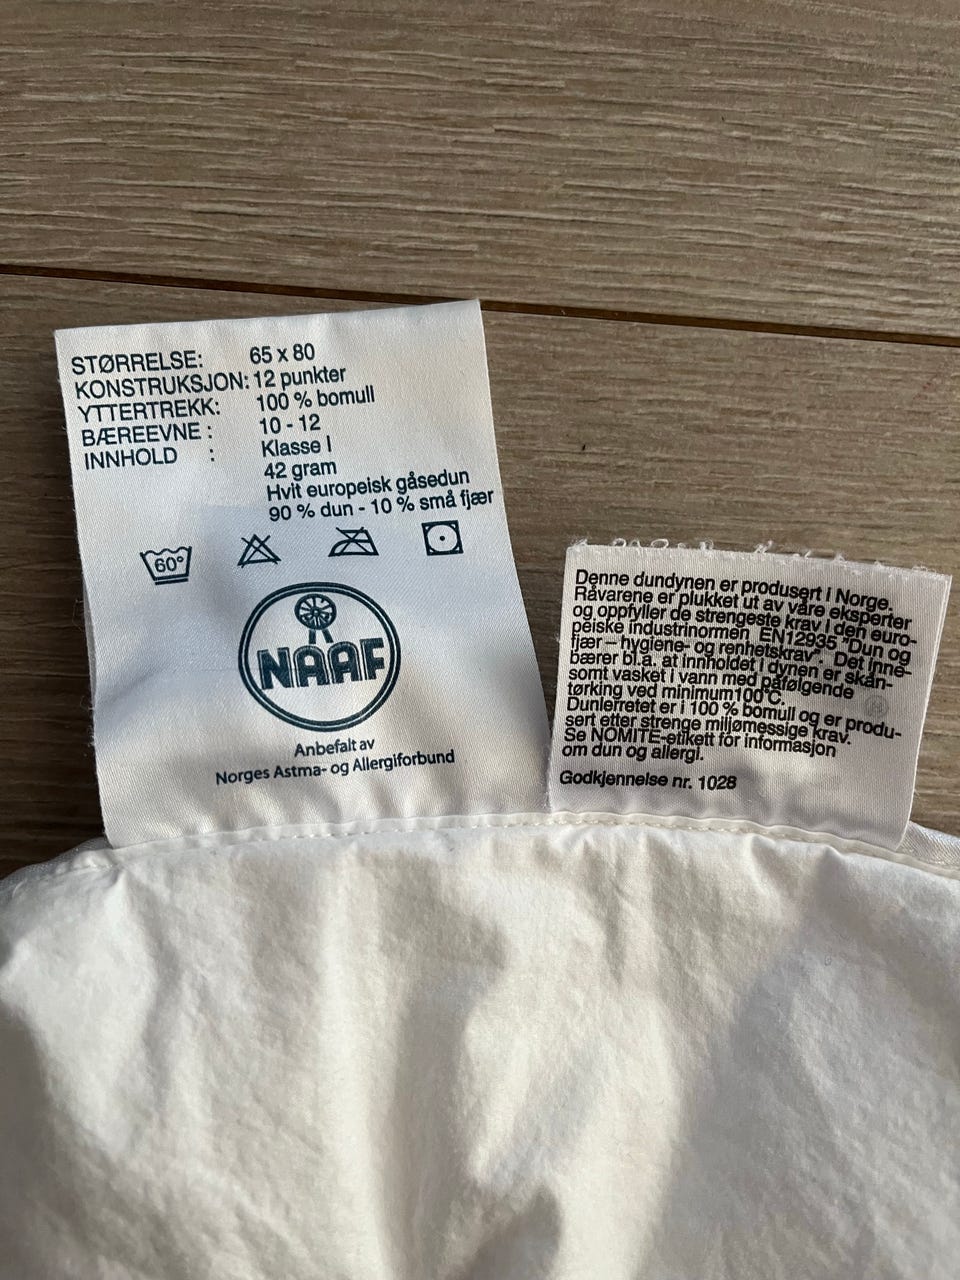 STØRRELSE: 65 x 80
KONSTRUKSJON: 12 punkter
YTTERTREKK: 100 % bomull
BÆREEVNE : 10 - 12
INNHOLD : Klasse I
42 gram
Hvit europeisk gåsedun
90 % dun - 10 % små fjær
60°
NAAF
Anbefalt av
Norges Astma- og Allergiforbund
Denne dundynen er produsert i Norge.
Råvarene er plukket ut av våre eksperter
og oppfyller de strengeste krav i den euro-
peiske industrinormen EN12935 "Dun og
fjær – hygiene- og renhetskrav". Det inne-
bærer bl.a. at innholdet i dynen er skån-
somt vasket i vann med påfølgende
tørking ved minimum100°C.
Dunlerretet er i 100 % bomull og er produ-
sert etter strenge miljømessige krav.
Se NOMITE-etikett for informasjon
om dun og allergi.
Godkjennelse nr. 1028